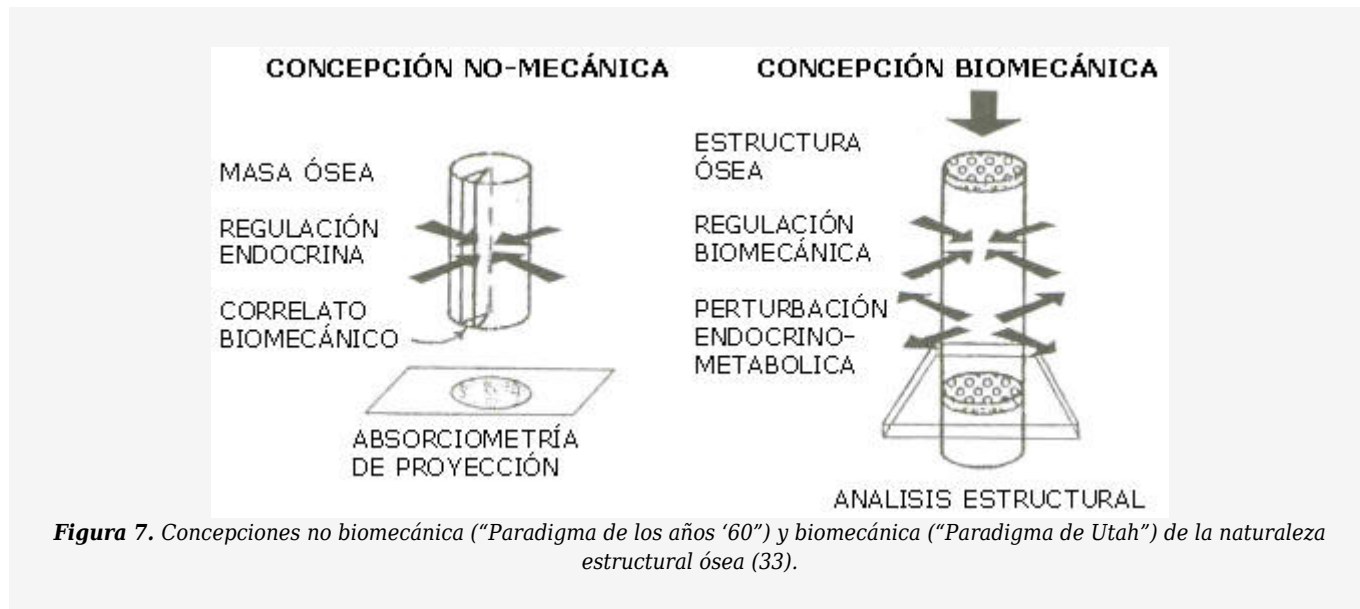 CONCEPCIÓN NO-MECÁNICA
MASA ÓSEA
REGULACIÓN
ENDOCRINA
CORRELATO
BIOMECÁNICO
ABSORCIOMETRÍA
DE PROYECCIÓN
CONCEPCIÓN BIOMECÁNICA
ESTRUCTURA
ÓSEA
REGULACIÓN
BIOMECÁNICA
PERTURBACIÓN
ENDOCRINO-
METABOLICA
ANALISIS ESTRUCTURAL
Figura 7. Concepciones no biomecánica (“Paradigma de los años ‘60”) y biomecánica (“Paradigma de Utah”) de la naturaleza
estructural ósea (33).